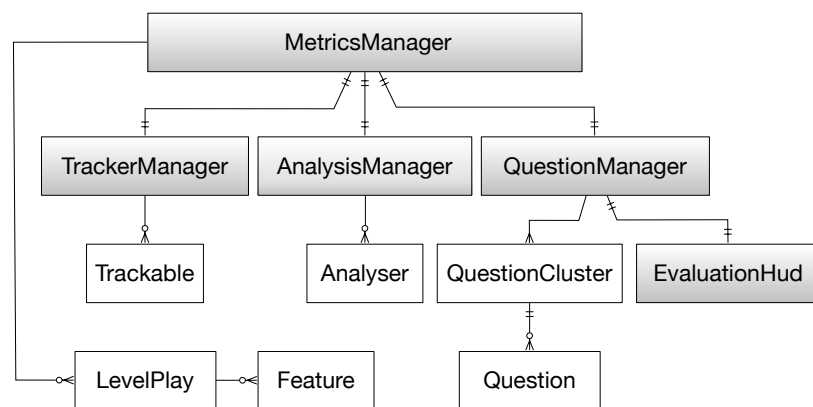 MetricsManager
TrackerManager
AnalysisManager
QuestionManager
Trackable
Analyser
QuestionCluster
EvaluationHud
LevelPlay
Feature
Question